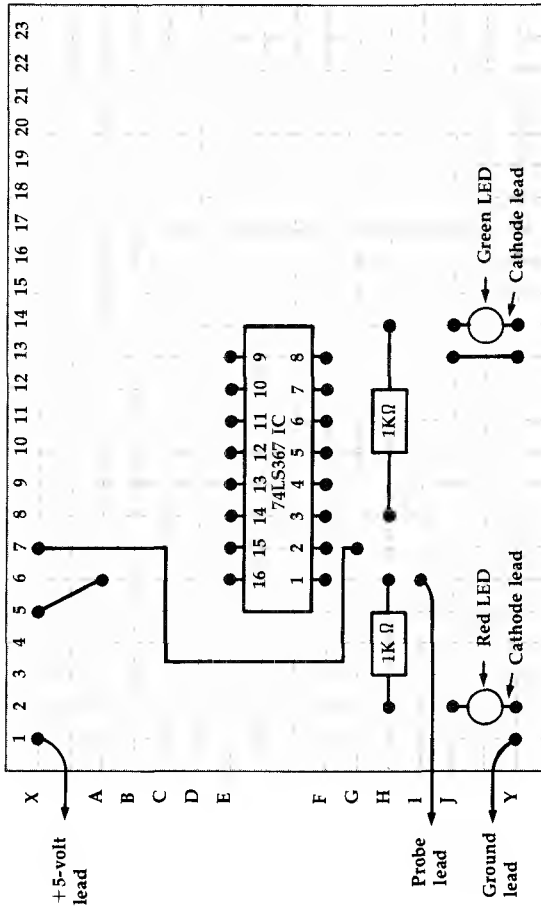 1 2 3 4 5 6 7 8 9 10 11 12 13 14 15 16 17 18 19 20 21 22 23
X
+5-volt
lead
A
B
C
D
E
16 15 14 13 12 11 10 9
74LS367 IC
1 2 3 4 5 6 7 8
F
G
H
1K Ω
1KΩ
I
Probe
lead
J
Red LED
Green LED
Y
Cathode lead
Cathode lead
Ground
lead